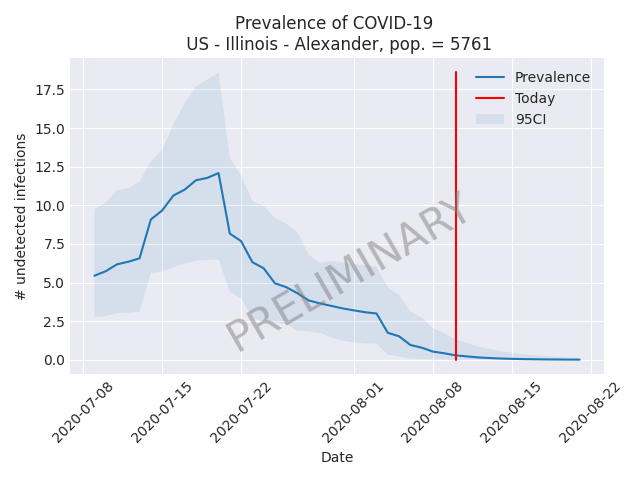 Prevalence of COVID-19
US - Illinois - Alexander, pop. = 5761
Prevalence
Today
95CI
# undetected infections
17.5
15.0
12.5
10.0
7.5
5.0
2.5
0.0
PRELIMINARY
2020-07-08
2020-07-15
2020-07-22
2020-08-01
2020-08-08
2020-08-15
2020-08-22
Date